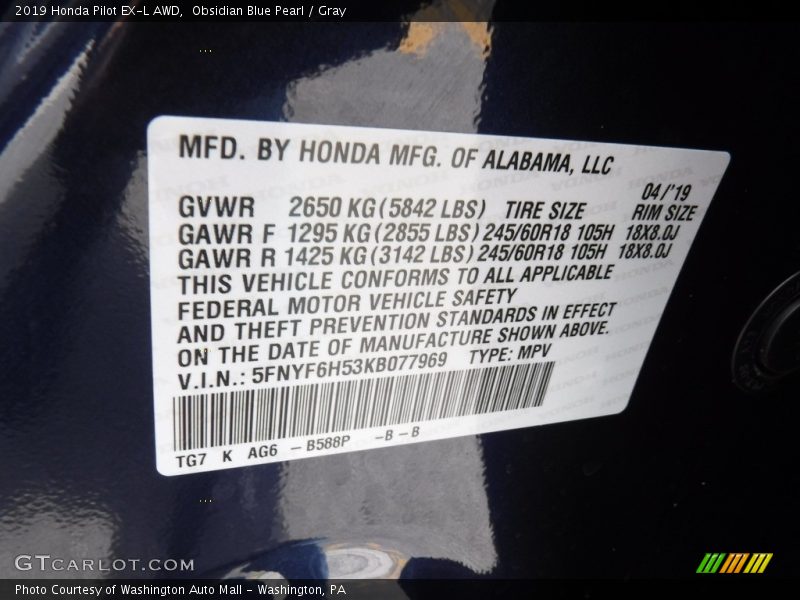 2019 Honda Pilot EX-L AWD, Obsidian Blue Pearl / Gray
MFD. BY HONDA MFG. OF ALABAMA, LLC
04/'19
GVWR 2650 KG(5842 LBS) TIRE SIZE RIM SIZE
GAWR F 1295 KG(2855 LBS) 245/60R18 105H 18X8.0J
GAWR R 1425 KG(3142 LBS) 245/60R18 105H 18X8.0J
THIS VEHICLE CONFORMS TO ALL APPLICABLE
FEDERAL MOTOR VEHICLE SAFETY
AND THEFT PREVENTION STANDARDS IN EFFECT
ON THE DATE OF MANUFACTURE SHOWN ABOVE.
V.I.N.: 5FNYF6H53KB077969 TYPE: MPV
TG7 K AG6 -B588P -B-B
GTCARLOT.COM
Photo Courtesy of Washington Auto Mall - Washington, PA